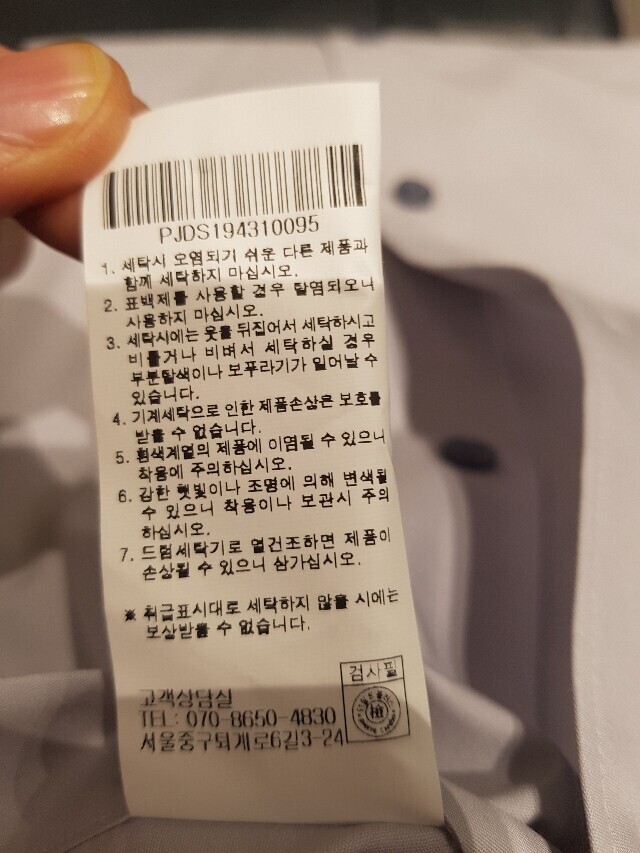 PJDS194310095
1. 세탁시 오염되기 쉬운 다른 제품과
함께 세탁하지 마십시오.
2. 표백제를 사용할 경우 탈염되오니
사용하지 마십시오.
3. 세탁시에는 옷을 뒤집어서 세탁하시고
비틀거나 비벼서 세탁하실 경우
부분탈색이나 보푸라기가 일어날 수
있습니다.
4. 기계세탁으로 인한 제품손상은 보호를
받을 수 없습니다.
5. 흰색계열의 제품에 이염될 수 있으니
착용에 주의하십시오.
6. 강한 햇빛이나 조명에 의해 변색될
수 있으니 착용이나 보관시 주의
하십시오.
7. 드럼세탁기로 열건조하면 제품이
손상될 수 있으니 삼가십시오.
※ 취급표시대로 세탁하지 않을 시에는
보상받을 수 없습니다.
검사필
고객상담실
TEL: 070-8650-4830
서울중구퇴계로6길3-24